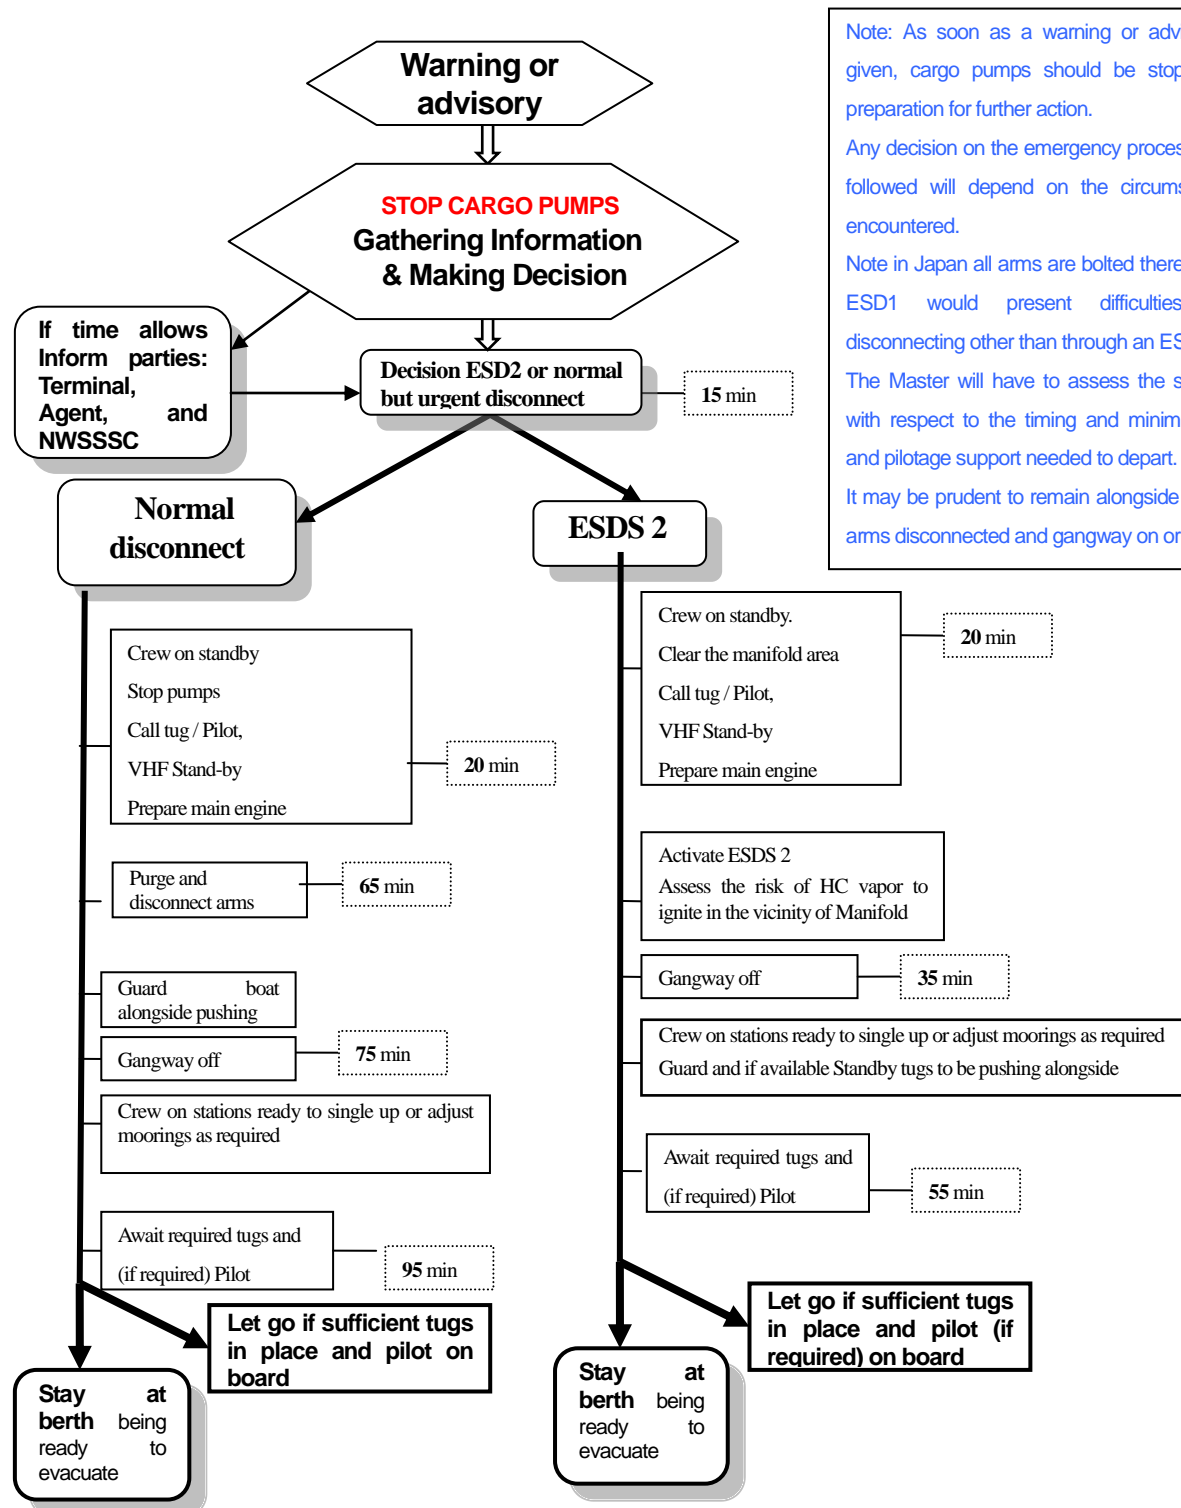 Warning or
advisory
STOP CARGO PUMPS
Gathering Information
& Making Decision
Note: As soon as a warning or adv
given, cargo pumps should be stop
preparation for further action.
Any decision on the emergency proces
followed will depend on the circums
encountered.
Note in Japan all arms are bolted there
ESD1 would present difficulties
disconnecting other than through an ES
The Master will have to assess the s
with respect to the timing and minim
and pilotage support needed to depart.
It may be prudent to remain alongside
arms disconnected and gangway on or
If time allows
Inform parties:
Terminal,
Agent, and
NWSSSC
Decision ESD2 or normal
but urgent disconnect
15 min
Normal
disconnect
Crew on standby
Stop pumps
Call tug / Pilot,
VHF Stand-by
Prepare main engine
20 min
Purge and
disconnect arms
65 min
Guard boat
alongside pushing
Gangway off
75 min
Crew on stations ready to single up or adjust
moorings as required
Await required tugs and
(if required) Pilot
95 min
Let go if sufficient tugs
in place and pilot on
board
Stay at
berth being
ready to
evacuate
ESDS 2
Crew on standby.
Clear the manifold area
Call tug / Pilot,
VHF Stand-by
Prepare main engine
20 min
Activate ESDS 2
Assess the risk of HC vapor to
ignite in the vicinity of Manifold
Gangway off
35 min
Crew on stations ready to single up or adjust moorings as required
Guard and if available Standby tugs to be pushing alongside
Await required tugs and
(if required) Pilot
55 min
Let go if sufficient tugs
in place and pilot (if
required) on board
Stay at
berth being
ready to
evacuate